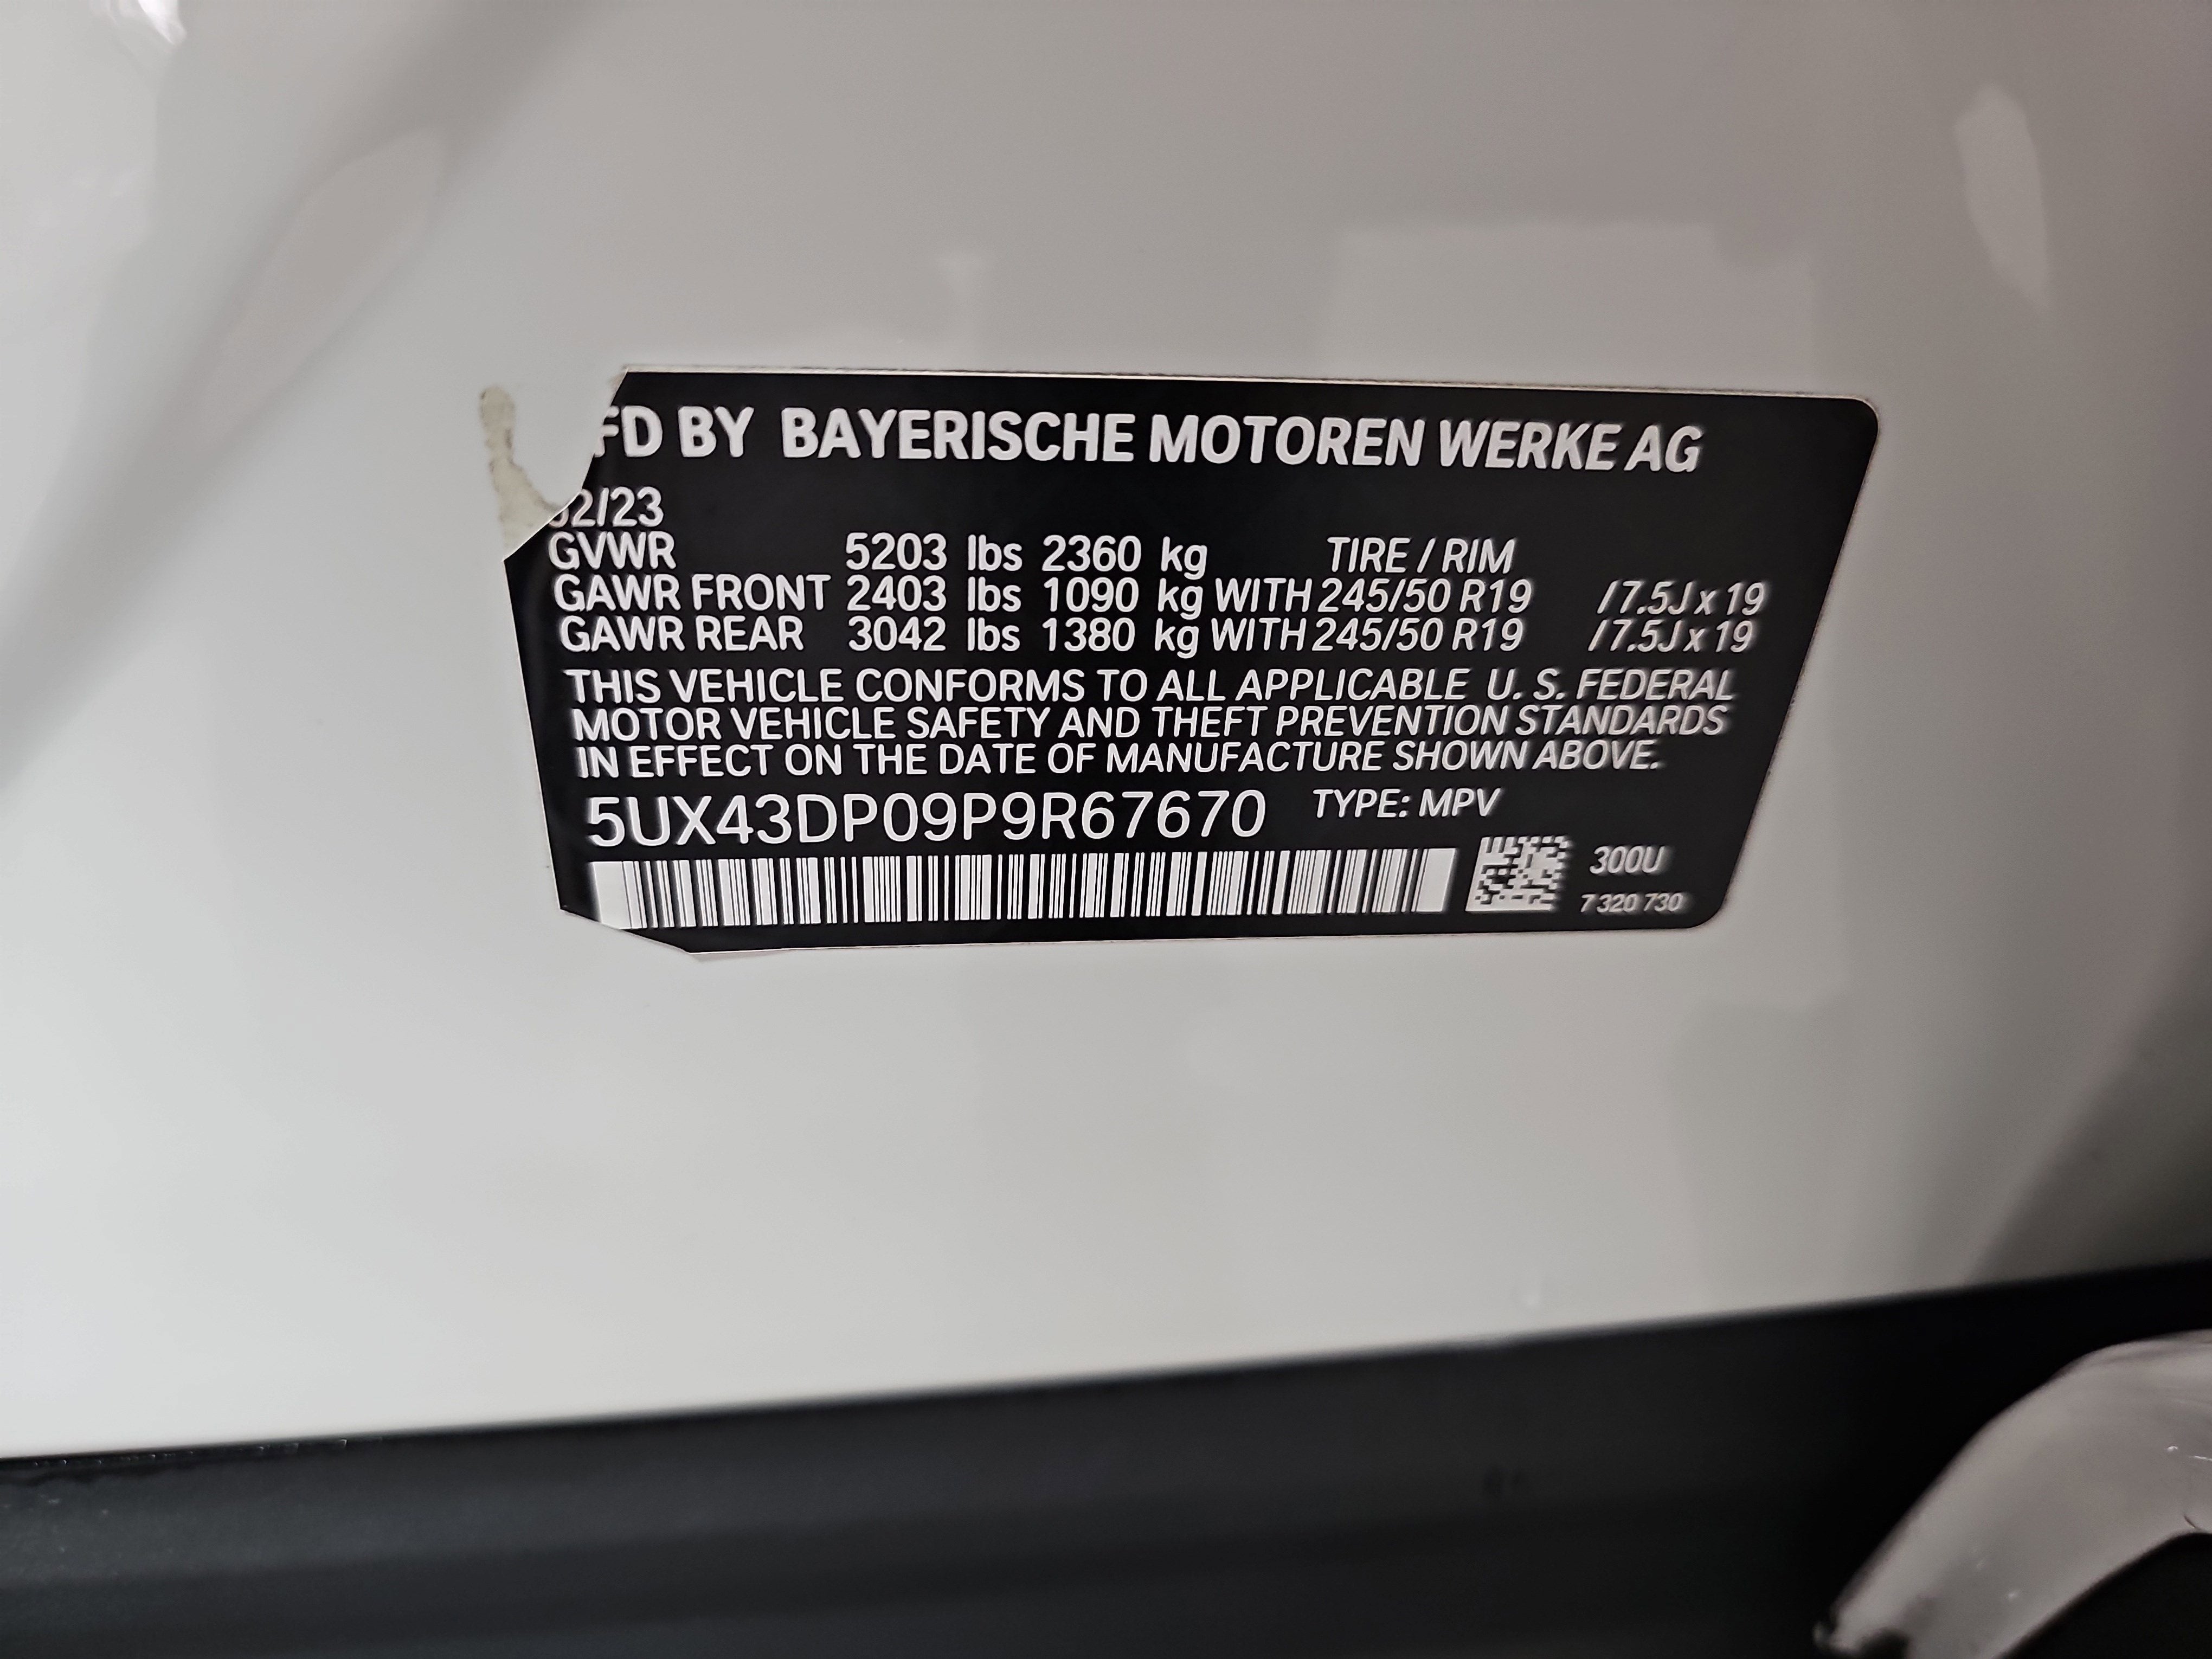 FD BY BAYERISCHE MOTOREN WERKE AG
02/23
GVWR 5203 lbs 2360 kg TIRE / RIM
GAWR FRONT 2403 lbs 1090 kg WITH 245/50 R19 / 7.5J x 19
GAWR REAR 3042 lbs 1380 kg WITH 245/50 R19 / 7.5J x 19
THIS VEHICLE CONFORMS TO ALL APPLICABLE U. S. FEDERAL
MOTOR VEHICLE SAFETY AND THEFT PREVENTION STANDARDS
IN EFFECT ON THE DATE OF MANUFACTURE SHOWN ABOVE.
5UX43DP09P9R67670 TYPE: MPV
300U
7 320 730